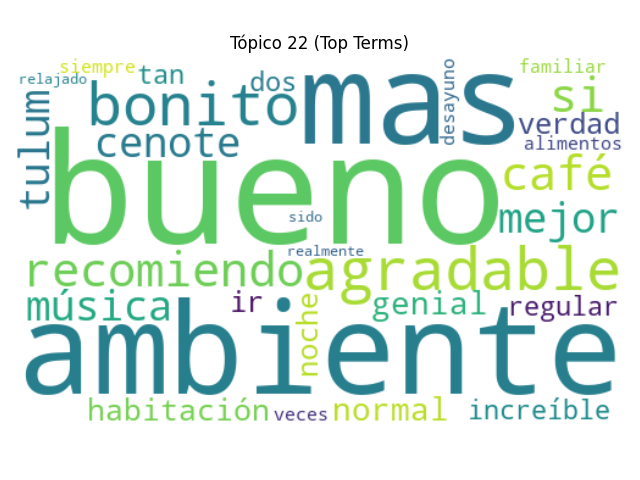 Tópico 22 (Top Terms)
siempre
relajado
tan
dos
mas
desayuno
familiar
si
bonito
tulum
cenote
verdad
alimentos
bueno
café
sido
mejor
realmente
recomiendo
agradable
música
ir
noche
genial
regular
ambiente
habitación
veces
normal
increíble